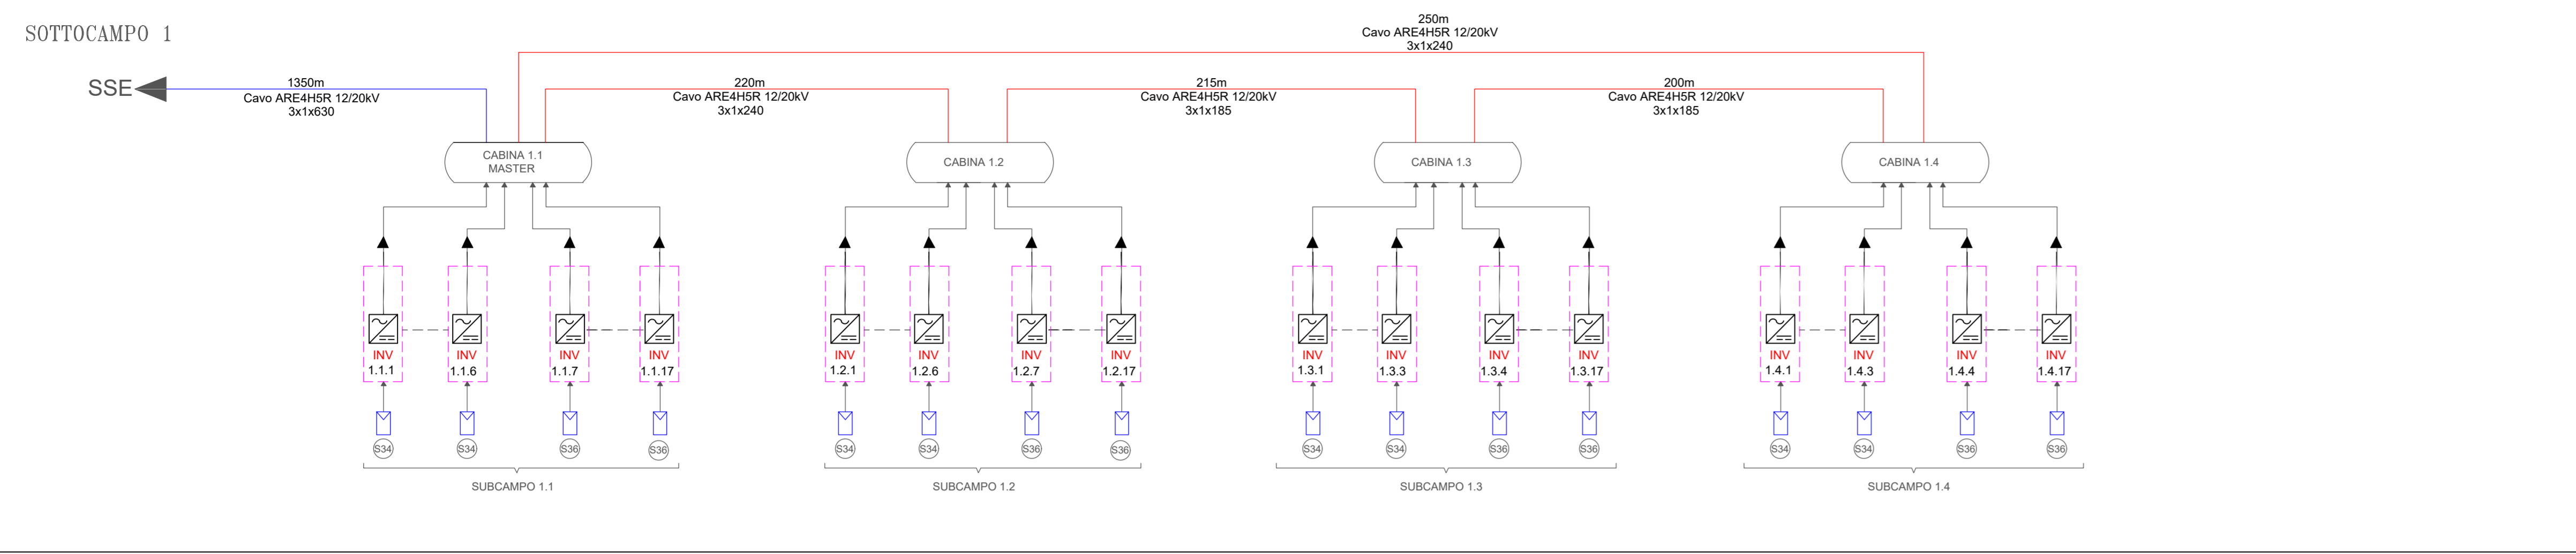 SOTTOCAMPO 1
250m
Cavo ARE4H5R 12/20kV
3x1x240
SSE
1350m
Cavo ARE4H5R 12/20kV
3x1x630
220m
Cavo ARE4H5R 12/20kV
3x1x240
215m
Cavo ARE4H5R 12/20kV
3x1x185
200m
Cavo ARE4H5R 12/20kV
3x1x185
CABINA 1.1
MASTER
CABINA 1.2
CABINA 1.3
CABINA 1.4
INV
1.1.1
INV
1.1.6
INV
1.1.7
INV
1.1.17
INV
1.2.1
INV
1.2.6
INV
1.2.7
INV
1.2.17
INV
1.3.1
INV
1.3.3
INV
1.3.4
INV
1.3.17
INV
1.4.1
INV
1.4.3
INV
1.4.4
INV
1.4.17
S34
S34
S36
S36
S34
S34
S36
S36
S34
S34
S36
S36
S34
S34
S36
S36
SUBCAMPO 1.1
SUBCAMPO 1.2
SUBCAMPO 1.3
SUBCAMPO 1.4